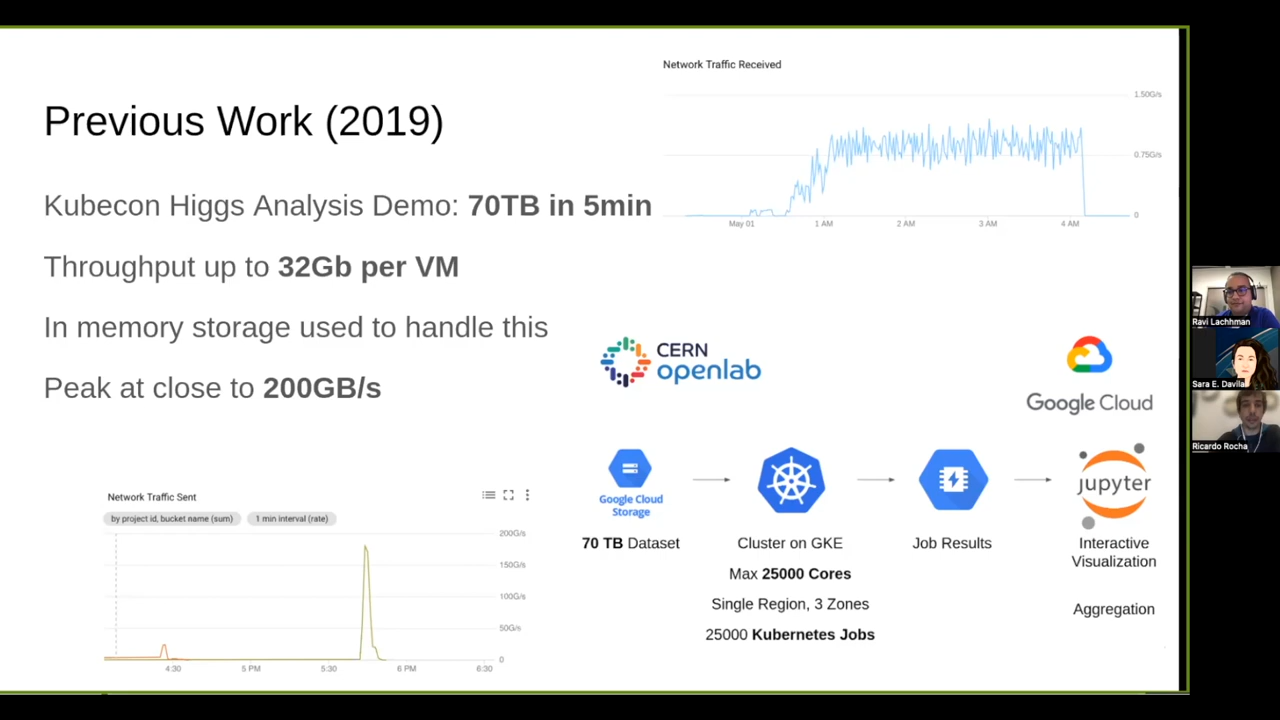 Previous Work (2019)
Kubecon Higgs Analysis Demo: 70TB in 5min
Throughput up to 32Gb per VM
In memory storage used to handle this
Peak at close to 200GB/s
Network Traffic Received
1.50G/s
0.75G/s
0
May 01 1 AM 2 AM 3 AM 4 AM
CERN
openlab
Google Cloud
Google Cloud
Storage
jupyter
70 TB Dataset
Cluster on GKE
Max 25000 Cores
Single Region, 3 Zones
25000 Kubernetes Jobs
Job Results
Interactive
Visualization
Aggregation
Network Traffic Sent
by project id, bucket name (sum) 1 min interval (rate)
200G/s
150G/s
100G/s
50G/s
0
4:30 5 PM 5:30 6 PM 6:30
Ravi Lachhman
Sara E. Davila
Ricardo Rocha